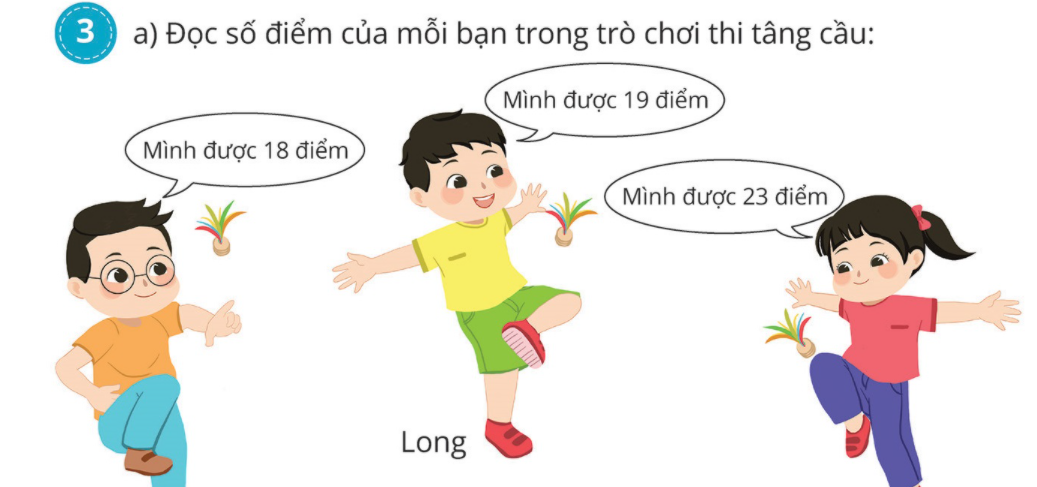 3 a) Đọc số điểm của mỗi bạn trong trò chơi thi tâng cầu:
Mình được 19 điểm
Mình được 18 điểm
Mình được 23 điểm
Long